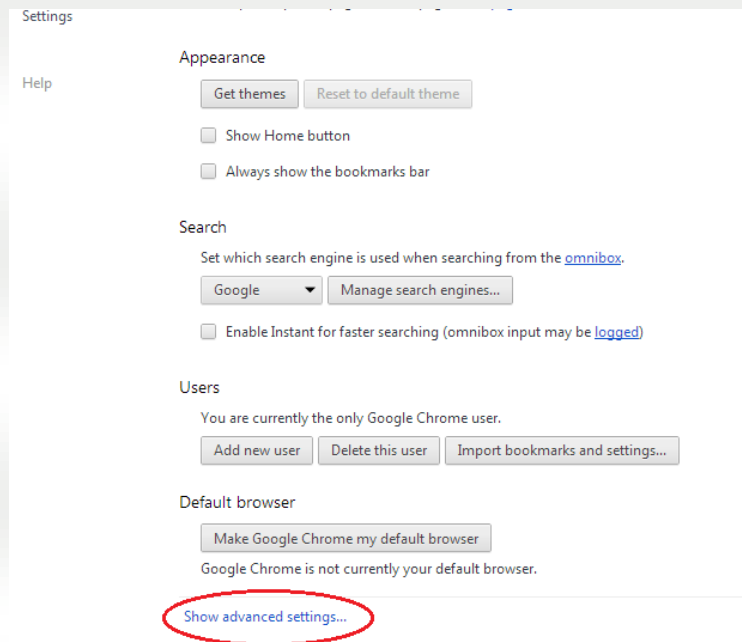 Settings
Help
Appearance
Get themes
Reset to default theme
Show Home button
Always show the bookmarks bar
Search
Set which search engine is used when searching from the omnibox.
Google
Manage search engines...
Enable Instant for faster searching (omnibox input may be logged)
Users
You are currently the only Google Chrome user.
Add new user
Delete this user
Import bookmarks and settings...
Default browser
Make Google Chrome my default browser
Google Chrome is not currently your default browser.
Show advanced settings...